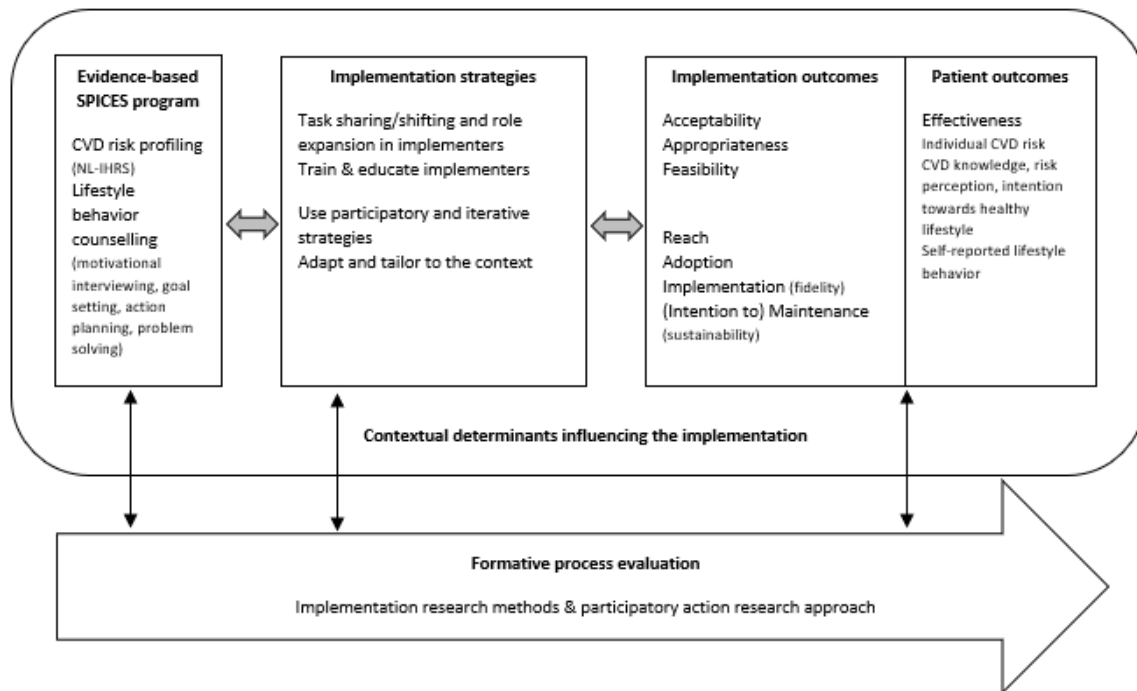 Evidence-based
SPICES program
CVD risk profiling
(NL-IHRS)
Lifestyle
behavior
counselling
(motivational
interviewing, goal
setting, action
planning, problem
solving)
Implementation strategies
Task sharing/shifting and role
expansion in implementers
Train & educate implementers
Use participatory and iterative
strategies
Adapt and tailor to the context
Implementation outcomes
Acceptability
Appropriateness
Feasibility
Reach
Adoption
Implementation (fidelity)
(Intention to) Maintenance
(sustainability)
Patient outcomes
Effectiveness
Individual CVD risk
CVD knowledge, risk
perception, intention
towards healthy
lifestyle
Self-reported lifestyle
behavior
Contextual determinants influencing the implementation
Formative process evaluation
Implementation research methods & participatory action research approach